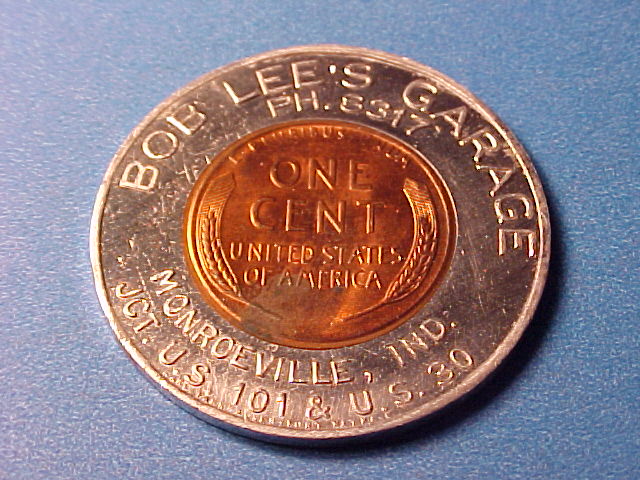 BOB LEE'S GARAGE
PH. 8317
ONE
CENT
UNITED STATES
OF AMERICA
MONROEVILLE, IND.
JCT. U.S. 101 & U.S. 30